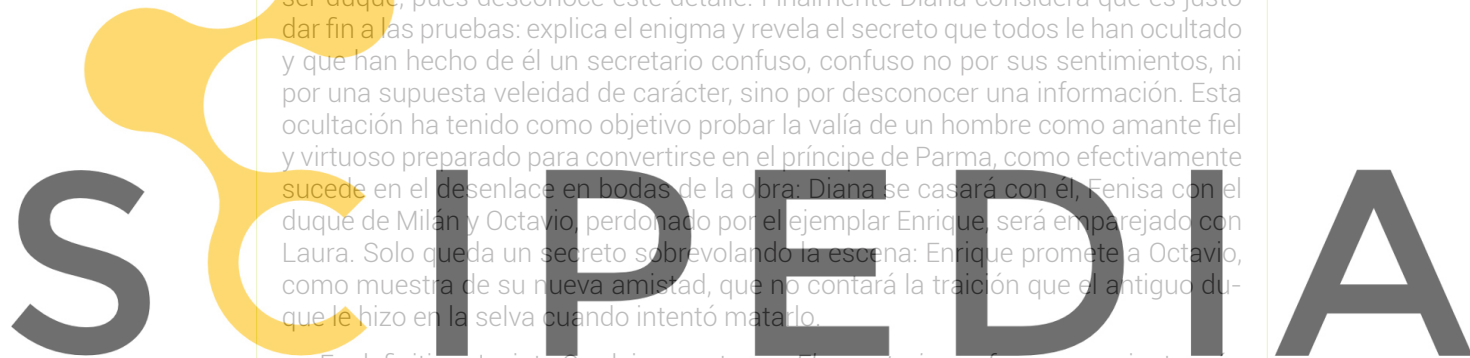 ser duque, pues desconoce este detalle. Finalmente Diana considera que es justo
dar fin a las pruebas: explica el enigma y revela el secreto que todos le han ocultado
y que han hecho de él un secretario confuso, confuso no por sus sentimientos, ni
por una supuesta veleidad de carácter, sino por desconocer una información. Esta
ocultación ha tenido como objetivo probar la valía de un hombre como amante fiel
y virtuoso preparado para convertirse en el príncipe de Parma, como efectivamente
sucede en el desenlace en bodas de la obra: Diana se casará con él, Fenisa con el
duque de Milán y Octavio, perdonado por el ejemplar Enrique, será emparejado con
Laura. Solo queda un secreto sobrevolando la escena: Enrique promete a Octavio,
como muestra de su nueva amistad, que no contará la traición que el antiguo du-
que le hizo en la selva cuando intentó matarlo.
SCIPEDIA